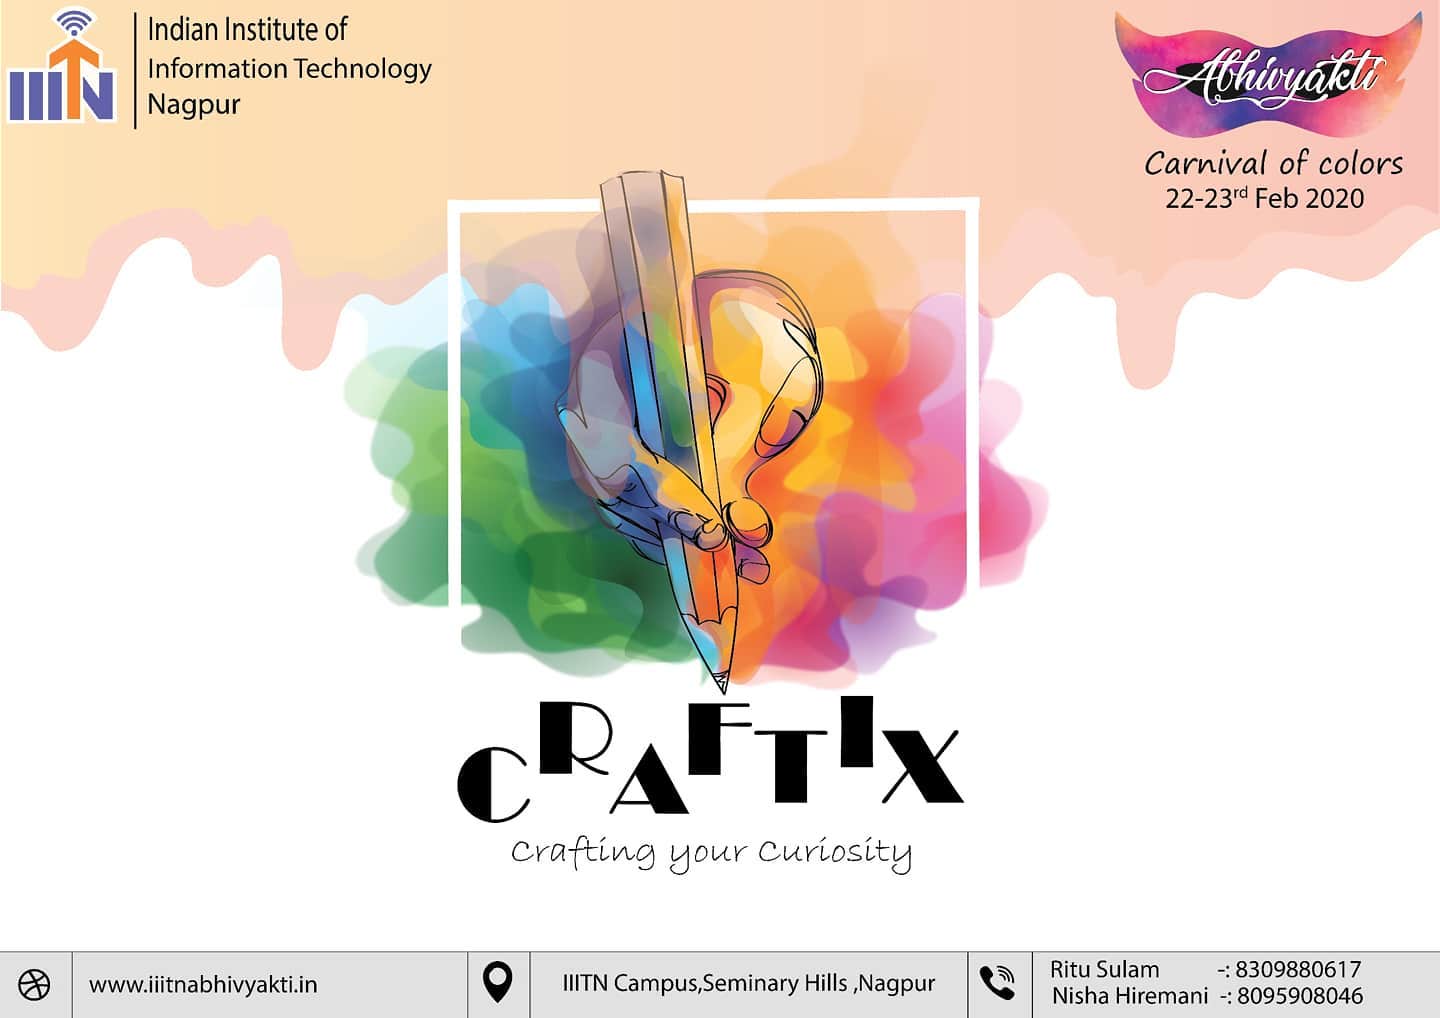 IIITN
Indian Institute of
Information Technology
Nagpur
Abhivyakti
Carnival of colors
22-23rd Feb 2020
CRAFTIX
Crafting your Curiosity
www.iiitnabhivyakti.in
IIITN Campus,Seminary Hills ,Nagpur
Ritu Sulam -: 8309880617
Nisha Hiremani -: 8095908046